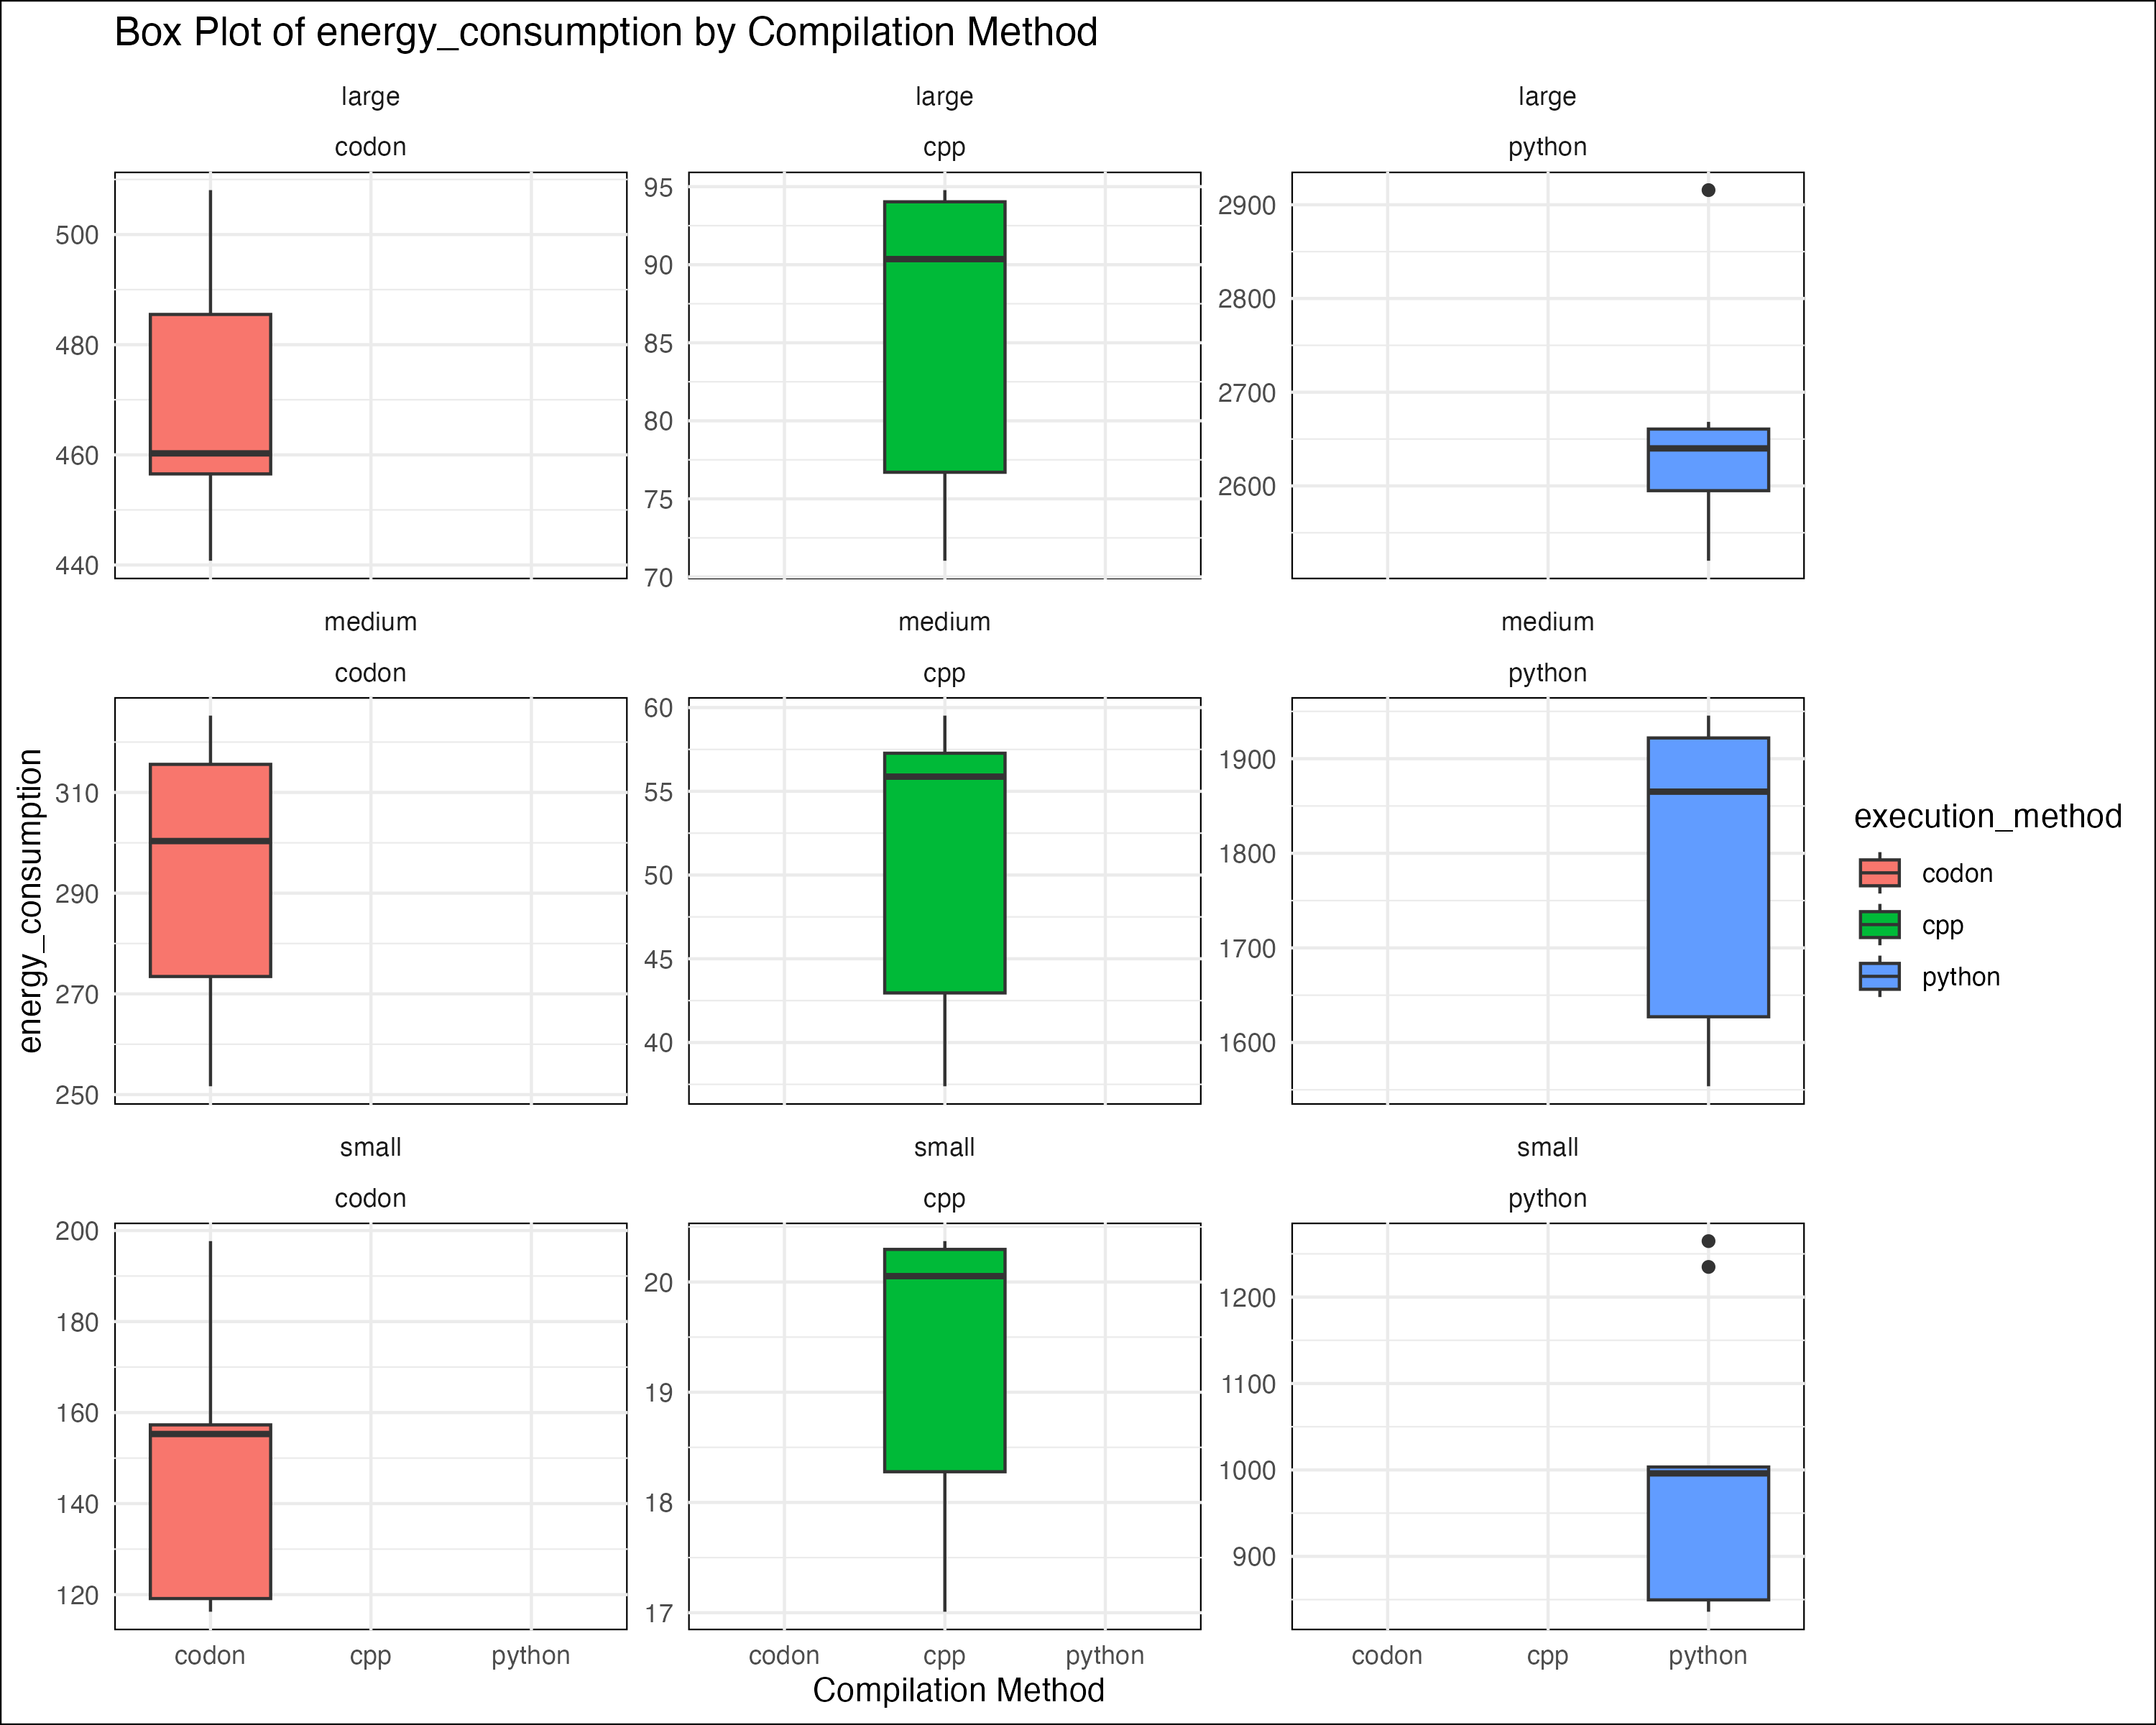 Box Plot of energy_consumption by Compilation Method
large
large
large
codon
cpp
python
500
480
460
440
95
90
85
80
75
70
2900
2800
2700
2600
medium
medium
medium
codon
cpp
python
310
290
270
250
60
55
50
45
40
1900
1800
1700
1600
energy_consumption
execution_method
codon
cpp
python
small
small
small
codon
cpp
python
200
180
160
140
120
20
19
18
17
1200
1100
1000
900
codon cpp python
codon cpp python
codon cpp python
Compilation Method